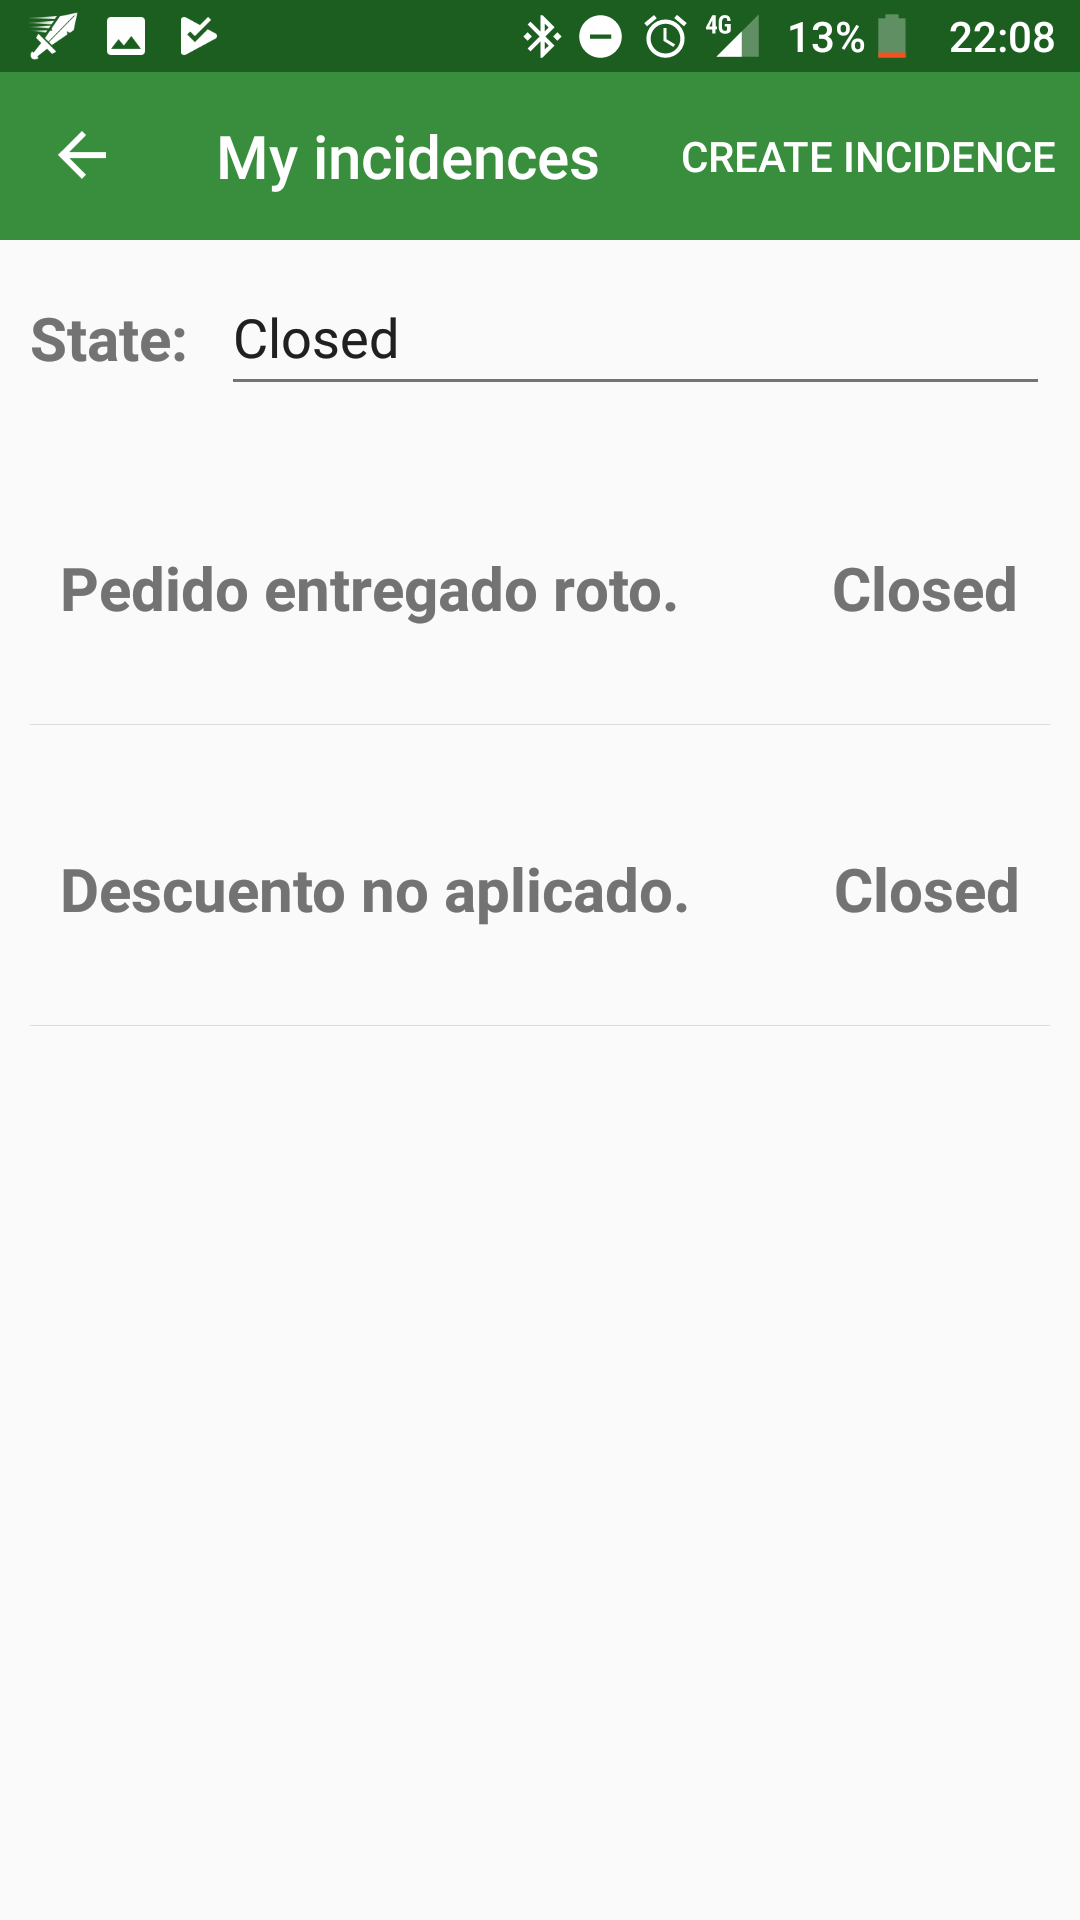 4G 13% 22:08
My incidences CREATE INCIDENCE
State: Closed
Pedido entregado roto. Closed
Descuento no aplicado. Closed